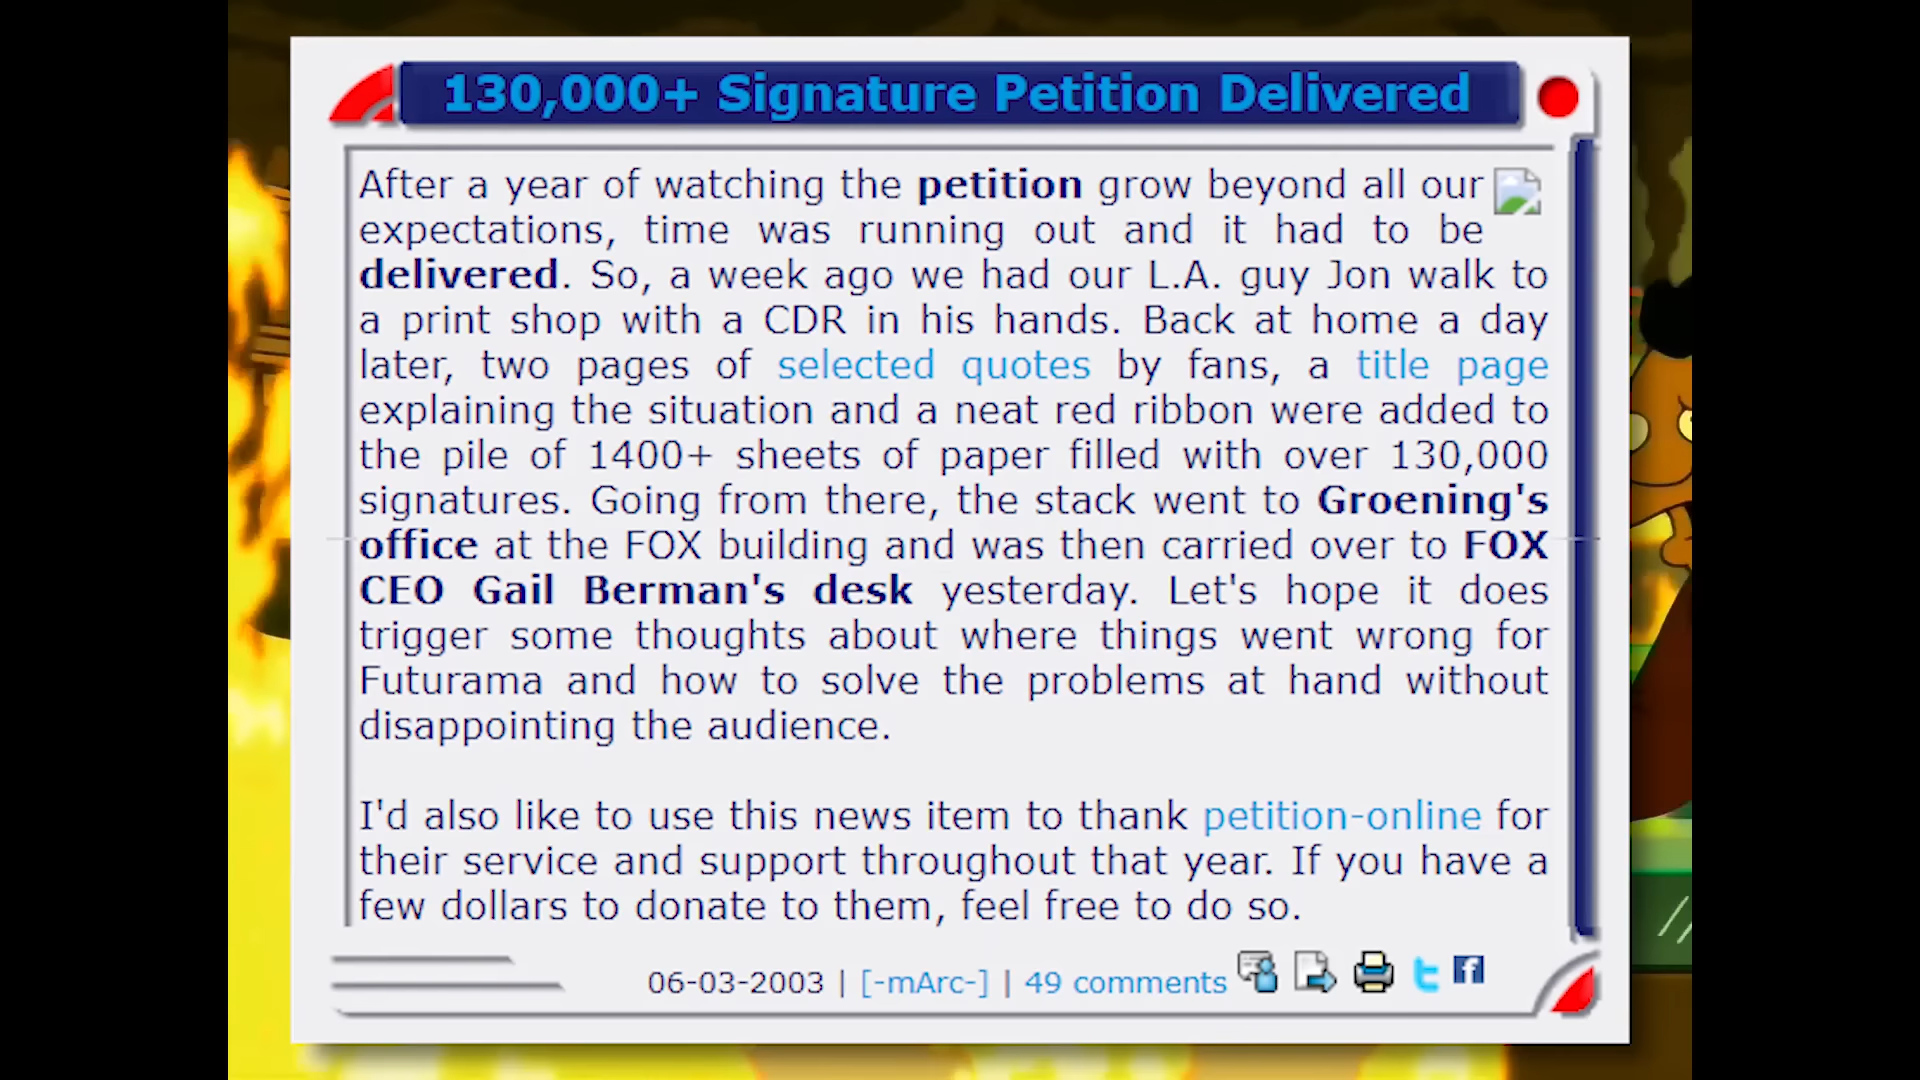 130,000+ Signature Petition Delivered
After a year of watching the petition grow beyond all our
expectations, time was running out and it had to be
delivered. So, a week ago we had our L.A. guy Jon walk to
a print shop with a CDR in his hands. Back at home a day
later, two pages of selected quotes by fans, a title page
explaining the situation and a neat red ribbon were added to
the pile of 1400+ sheets of paper filled with over 130,000
signatures. Going from there, the stack went to Groening's
office at the FOX building and was then carried over to FOX
CEO Gail Berman's desk yesterday. Let's hope it does
trigger some thoughts about where things went wrong for
Futurama and how to solve the problems at hand without
disappointing the audience.
I'd also like to use this news item to thank petition-online for
their service and support throughout that year. If you have a
few dollars to donate to them, feel free to do so.
06-03-2003 | [-mArc-] | 49 comments